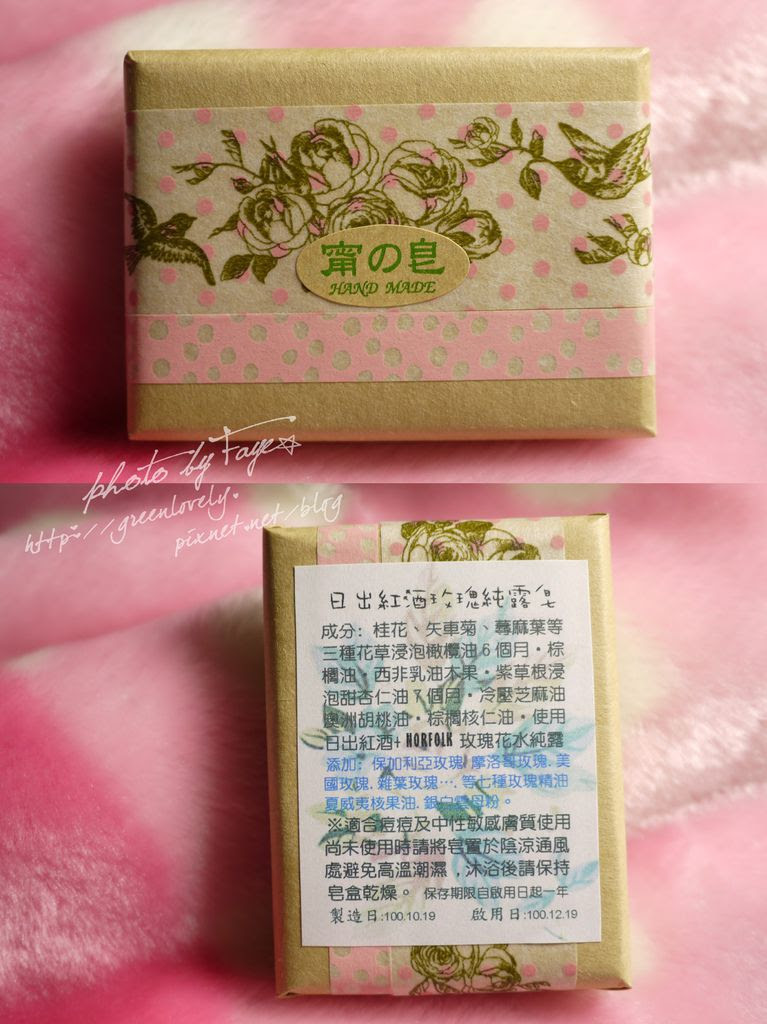 甯の皂
HAND MADE
photo by Faye☆
http://greenlovely.
pixnet.net/blog
日出紅酒玫瑰純露皂
成分: 桂花、矢車菊、蕁麻葉等
三種花草浸泡橄欖油6個月・棕
櫚油・西非乳油木果・紫草根浸
泡甜杏仁油7個月・冷壓芝麻油
澳洲胡桃油・棕櫚核仁油・使用
日出紅酒+ NORFOLK 玫瑰花水純露
添加: 保加利亞玫瑰. 摩洛哥玫瑰. 美
國玫瑰. 雜葉玫瑰…. 等七種玫瑰精油
夏威夷核果油. 銀白雲母粉。
※適合痘痘及中性敏感膚質使用
尚未使用時請將皂置於陰涼通風
處避免高溫潮濕，沐浴後請保持
皂盒乾燥。 保存期限自啟用日起一年
製造日:100.10.19 啟用日:100.12.19